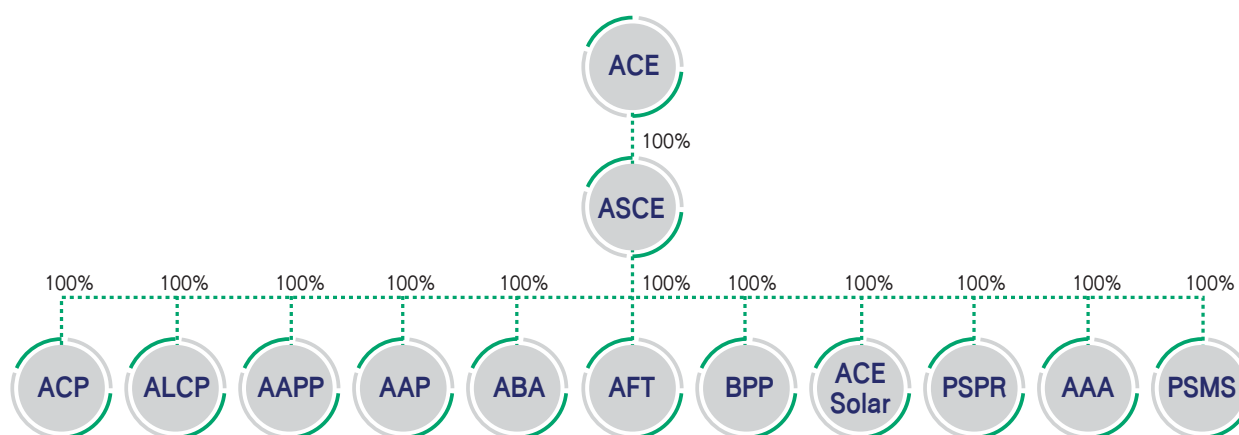 ACE
100%
ASCE
100% 100% 100% 100% 100% 100% 100% 100% 100% 100% 100%
ACP ALCP AAPP AAP ABA AFT BPP ACE Solar PSPR AAA PSMS